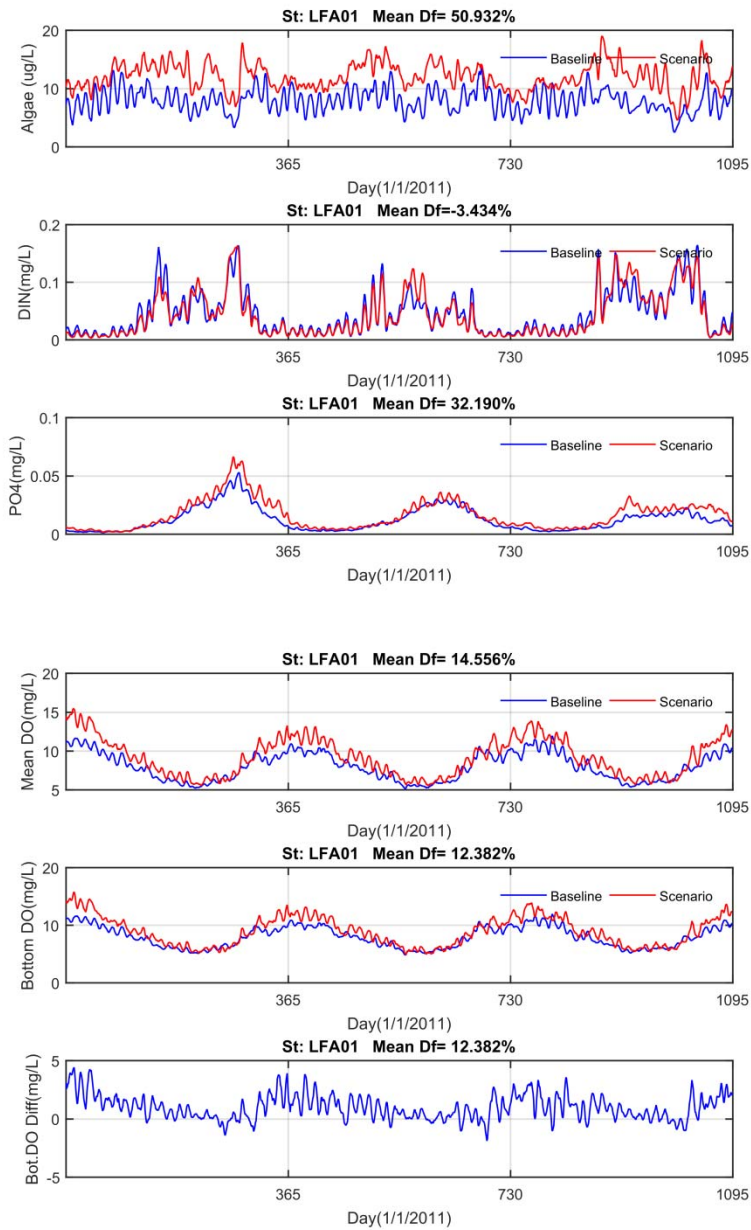 St: LFA01 Mean Df= 50.932%
Algae (ug/L)
20
10
0
Baseline
Scenario
365
730
1095
Day(1/1/2011)
St: LFA01 Mean Df=-3.434%
DIN(mg/L)
0.2
0.1
0
Baseline
Scenario
365
730
1095
Day(1/1/2011)
St: LFA01 Mean Df= 32.190%
PO4(mg/L)
0.1
0.05
0
Baseline
Scenario
365
730
1095
Day(1/1/2011)
St: LFA01 Mean Df= 14.556%
Mean DO(mg/L)
20
15
10
5
Baseline
Scenario
365
730
1095
Day(1/1/2011)
St: LFA01 Mean Df= 12.382%
Bottom DO(mg/L)
20
10
0
Baseline
Scenario
365
730
1095
Day(1/1/2011)
St: LFA01 Mean Df= 12.382%
Bot.DO Diff(mg/L)
5
0
-5
365
730
1095
Day(1/1/2011)